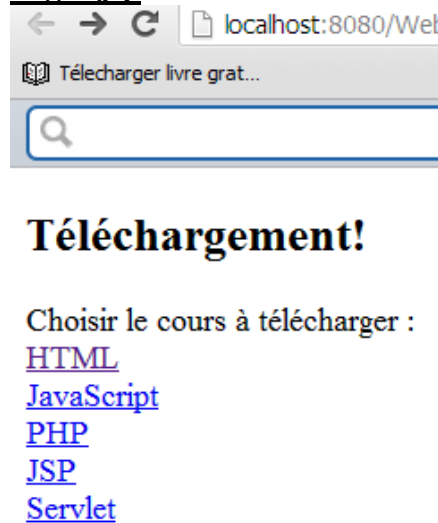 localhost:8080/Web
Télecharger livre grat...
Téléchargement!
Choisir le cours à télécharger :
HTML
JavaScript
PHP
JSP
Servlet